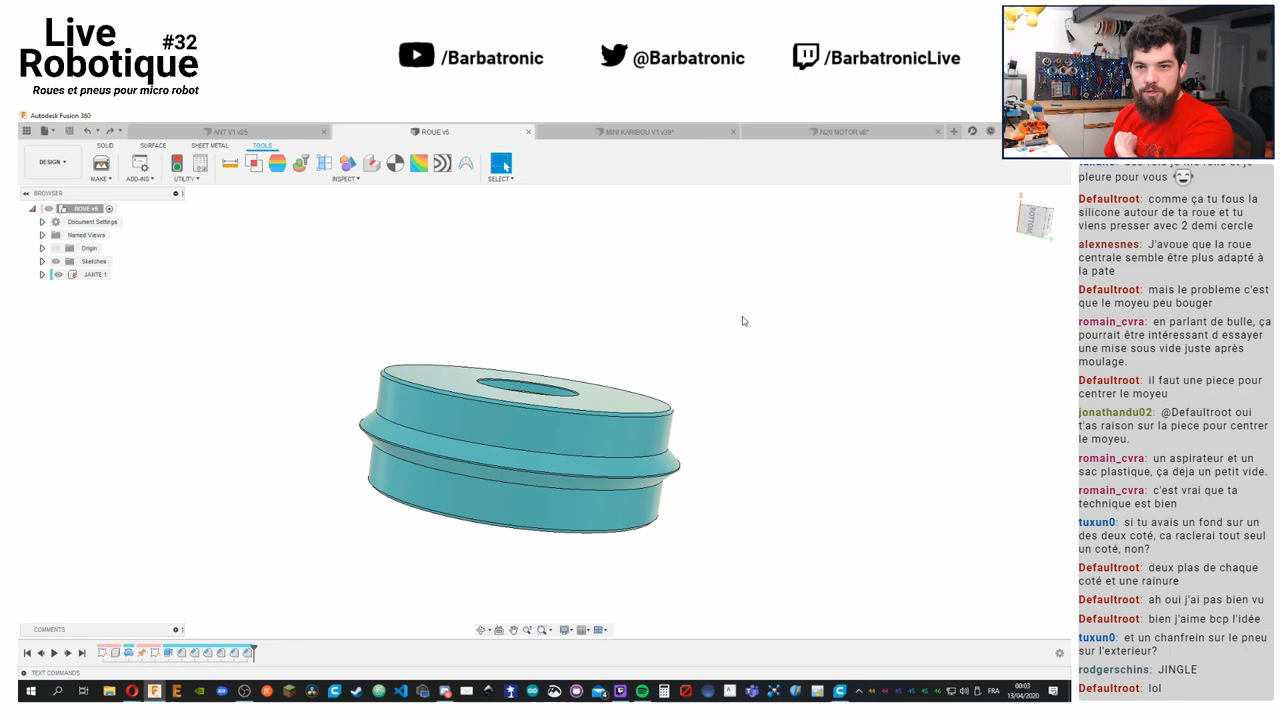 Live
Robotique #32
Roues et pneus pour micro robot
/Barbatronic
@Barbatronic
/BarbatronicLive
Autodesk Fusion 360
ANT V1 v25
ROUE v5
MINI KARIBOU V1 v39*
N20 MOTOR v8*
SOLID
SURFACE
SHEET METAL
TOOLS
DESIGN
MAKE
ADD-INS
UTILITY
INSPECT
SELECT
BROWSER
ROUE v5
Document Settings
Named Views
Origin
Sketches
JANTE:1
BOTTOM
pleure pour vous
Defaultroot: comme ça tu fous la
silicone autour de ta roue et tu
viens presser avec 2 demi cercle
alexnesnes: J'avoue que la roue
centrale semble être plus adapté à
la pate
Defaultroot: mais le probleme c'est
que le moyeu peu bouger
romain_cvra: en parlant de bulle, ça
pourrait être intéressant d essayer
une mise sous vide juste après
moulage.
Defaultroot: il faut une piece pour
centrer le moyeu
jonathandu02: @Defaultroot oui
t'as raison sur la piece pour centrer
le moyeu.
romain_cvra: un aspirateur et un
sac plastique, ça deja un petit vide.
romain_cvra: c'est vrai que ta
technique est bien
tuxun0: si tu avais un fond sur un
des deux coté, ca raclerai tout seul
un coté, non?
Defaultroot: deux plas de chaque
coté et une rainure
Defaultroot: ah oui j'ai pas bien vu
Defaultroot: bien j'aime bcp l'idée
tuxun0: et un chanfrein sur le pneu
sur l'exterieur?
rodgerschins: JINGLE
Defaultroot: lol
COMMENTS
TEXT COMMANDS
FRA
00:03
13/04/2020